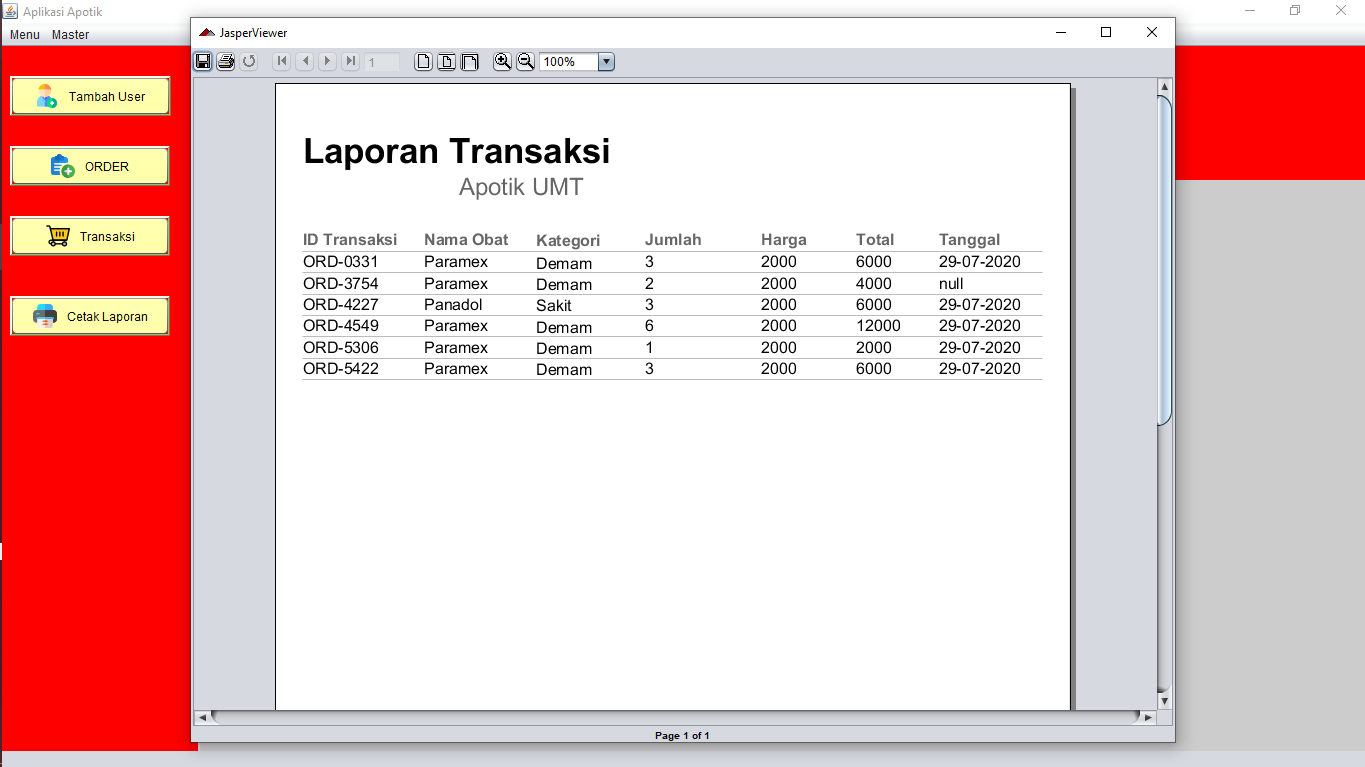 Aplikasi Apotik
Menu Master
JasperViewer
1 100%
Tambah User
ORDER
Transaksi
Cetak Laporan
Laporan Transaksi
Apotik UMT
ID Transaksi Nama Obat Kategori Jumlah Harga Total Tanggal
ORD-0331 Paramex Demam 3 2000 6000 29-07-2020
ORD-3754 Paramex Demam 2 2000 4000 null
ORD-4227 Panadol Sakit 3 2000 6000 29-07-2020
ORD-4549 Paramex Demam 6 2000 12000 29-07-2020
ORD-5306 Paramex Demam 1 2000 2000 29-07-2020
ORD-5422 Paramex Demam 3 2000 6000 29-07-2020
Page 1 of 1